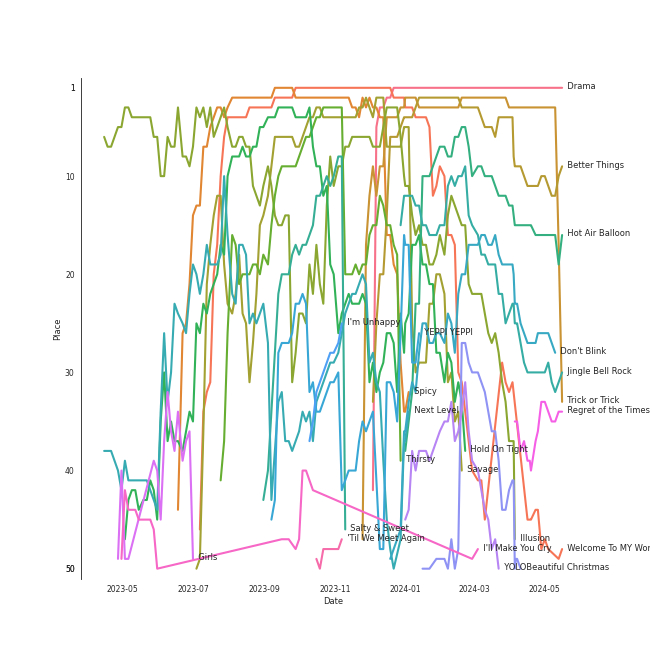 1
Drama
Better Things
10
Hot Air Balloon
20
I'm Unhappy
YEPPI YEPPI
Place
Don't Blink
30
Jingle Bell Rock
Spicy
Trick or Trick
Next Level
Regret of the Times
Hold On Tight
Thirsty
40
Savage
Salty & Sweet
'Til We Meet Again
Illusion
I'll Make You Cry
Welcome To MY Wor
Girls
50
YOLO
Beautiful Christmas
2023-05
2023-07
2023-09
2023-11
2024-01
2024-03
2024-05
Date